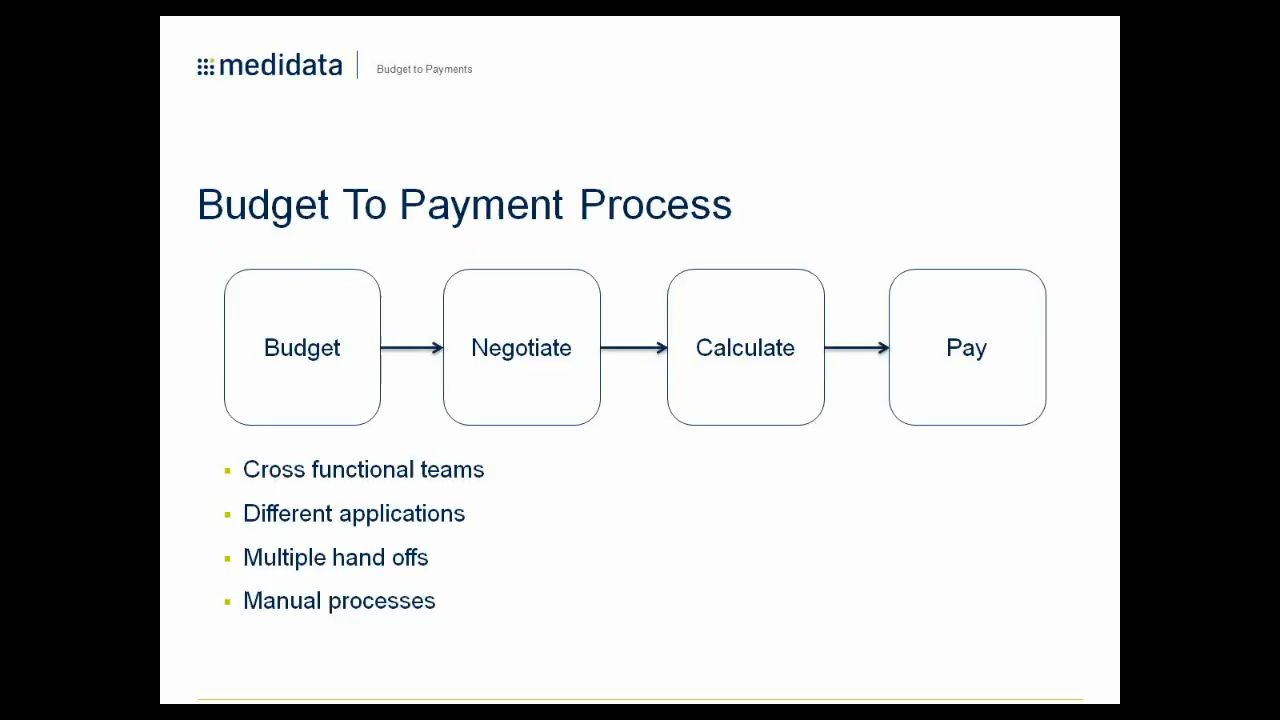 medidata
Budget to Payments
Budget To Payment Process
Budget
Negotiate
Calculate
Pay
Cross functional teams
Different applications
Multiple hand offs
Manual processes